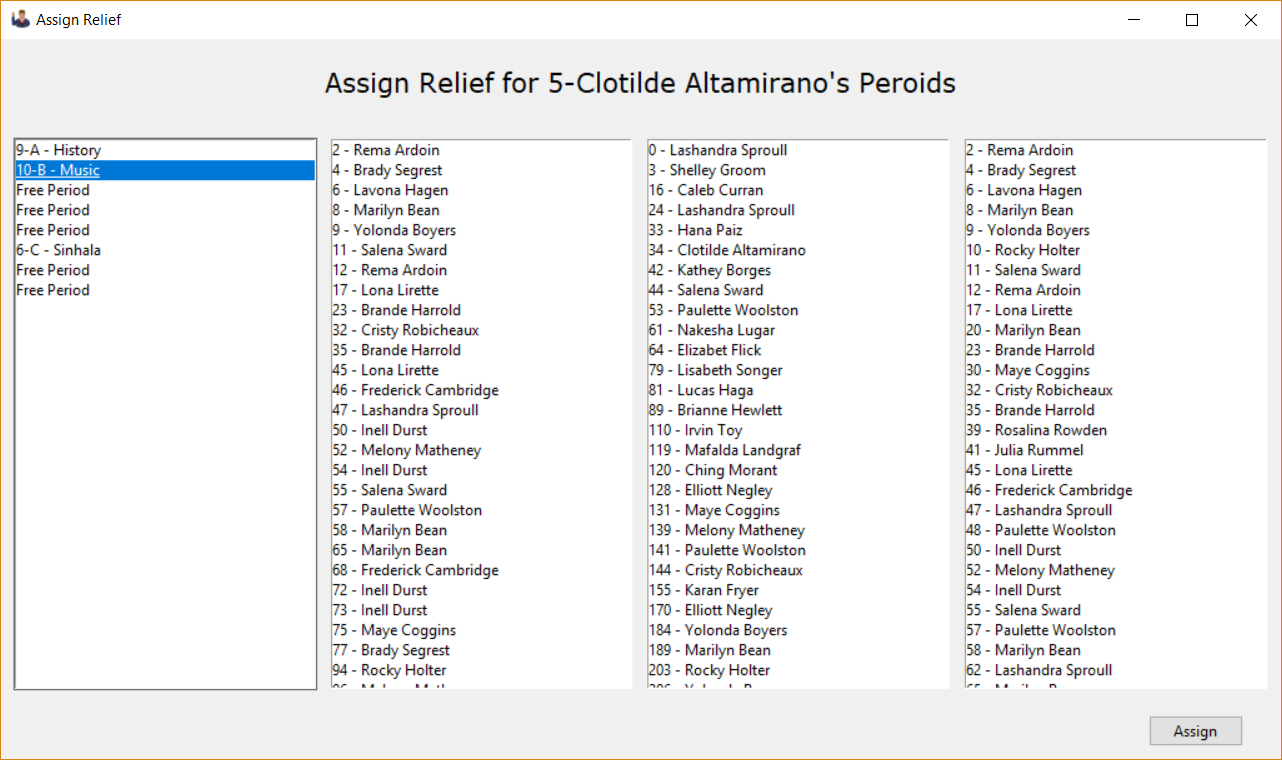 Assign Relief
Assign Relief for 5-Clotilde Altamirano's Peroids
9-A - History
10-B - Music
Free Period
Free Period
Free Period
6-C - Sinhala
Free Period
Free Period
2 - Rema Ardoin
4 - Brady Segrest
6 - Lavona Hagen
8 - Marilyn Bean
9 - Yolonda Boyers
11 - Salena Sward
12 - Rema Ardoin
17 - Lona Lirette
23 - Brande Harrold
32 - Cristy Robicheaux
35 - Brande Harrold
45 - Lona Lirette
46 - Frederick Cambridge
47 - Lashandra Sproull
50 - Inell Durst
52 - Melony Matheney
54 - Inell Durst
55 - Salena Sward
57 - Paulette Woolston
58 - Marilyn Bean
65 - Marilyn Bean
68 - Frederick Cambridge
72 - Inell Durst
73 - Inell Durst
75 - Maye Coggins
77 - Brady Segrest
94 - Rocky Holter
0 - Lashandra Sproull
3 - Shelley Groom
16 - Caleb Curran
24 - Lashandra Sproull
33 - Hana Paiz
34 - Clotilde Altamirano
42 - Kathey Borges
44 - Salena Sward
53 - Paulette Woolston
61 - Nakesha Lugar
64 - Elizabet Flick
79 - Lisabeth Songer
81 - Lucas Haga
89 - Brianne Hewlett
110 - Irvin Toy
119 - Mafalda Landgraf
120 - Ching Morant
128 - Elliott Negley
131 - Maye Coggins
139 - Melony Matheney
141 - Paulette Woolston
144 - Cristy Robicheaux
155 - Karan Fryer
170 - Elliott Negley
184 - Yolonda Boyers
189 - Marilyn Bean
203 - Rocky Holter
2 - Rema Ardoin
4 - Brady Segrest
6 - Lavona Hagen
8 - Marilyn Bean
9 - Yolonda Boyers
10 - Rocky Holter
11 - Salena Sward
12 - Rema Ardoin
17 - Lona Lirette
20 - Marilyn Bean
23 - Brande Harrold
30 - Maye Coggins
32 - Cristy Robicheaux
35 - Brande Harrold
39 - Rosalina Rowden
41 - Julia Rummel
45 - Lona Lirette
46 - Frederick Cambridge
47 - Lashandra Sproull
48 - Paulette Woolston
50 - Inell Durst
52 - Melony Matheney
54 - Inell Durst
55 - Salena Sward
57 - Paulette Woolston
58 - Marilyn Bean
62 - Lashandra Sproull
Assign